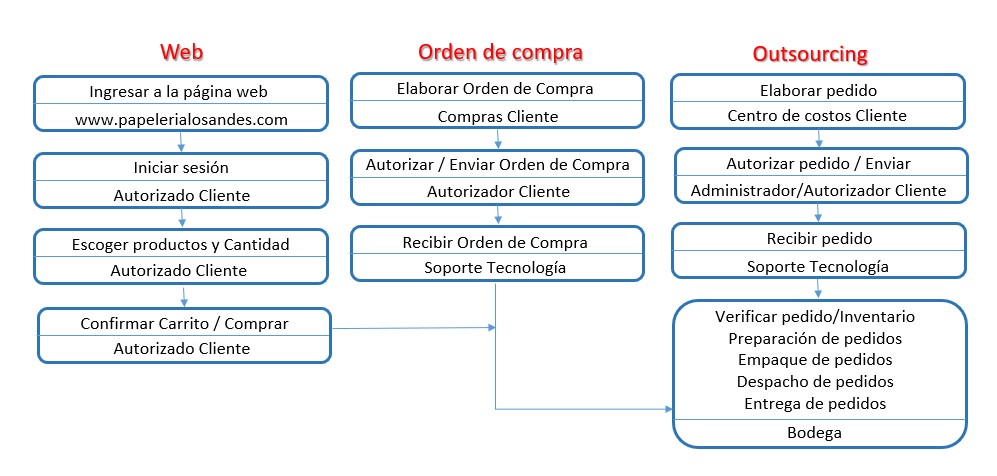 Web
Ingresar a la página web
www.papelerialosandes.com
Iniciar sesión
Autorizado Cliente
Escoger productos y Cantidad
Autorizado Cliente
Confirmar Carrito / Comprar
Autorizado Cliente
Orden de compra
Elaborar Orden de Compra
Compras Cliente
Autorizar / Enviar Orden de Compra
Autorizador Cliente
Recibir Orden de Compra
Soporte Tecnología
Outsourcing
Elaborar pedido
Centro de costos Cliente
Autorizar pedido / Enviar
Administrador/Autorizador Cliente
Recibir pedido
Soporte Tecnología
Verificar pedido/Inventario
Preparación de pedidos
Empaque de pedidos
Despacho de pedidos
Entrega de pedidos
Bodega